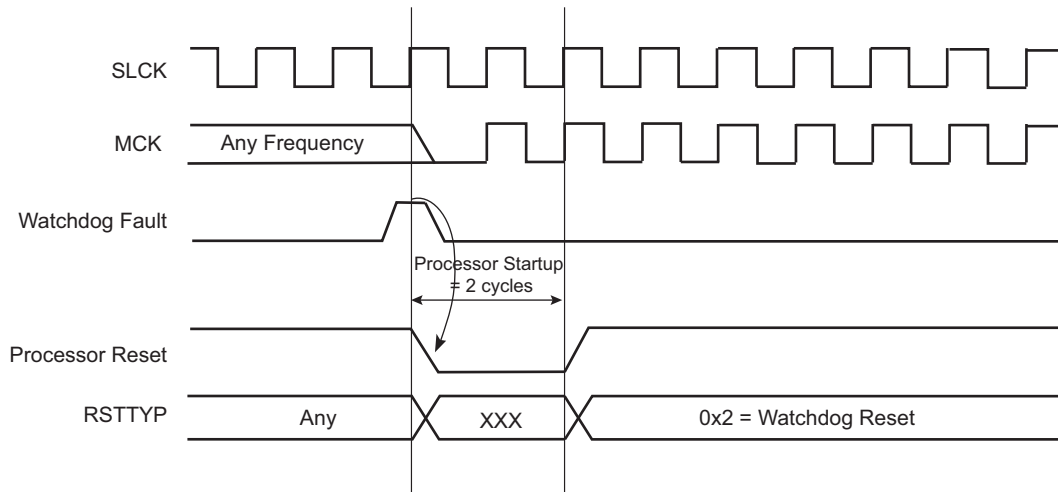 SLCK
MCK
Any Frequency
Watchdog Fault
Processor Startup
= 2 cycles
Processor Reset
RSTTYP
Any
XXX
0x2 = Watchdog Reset